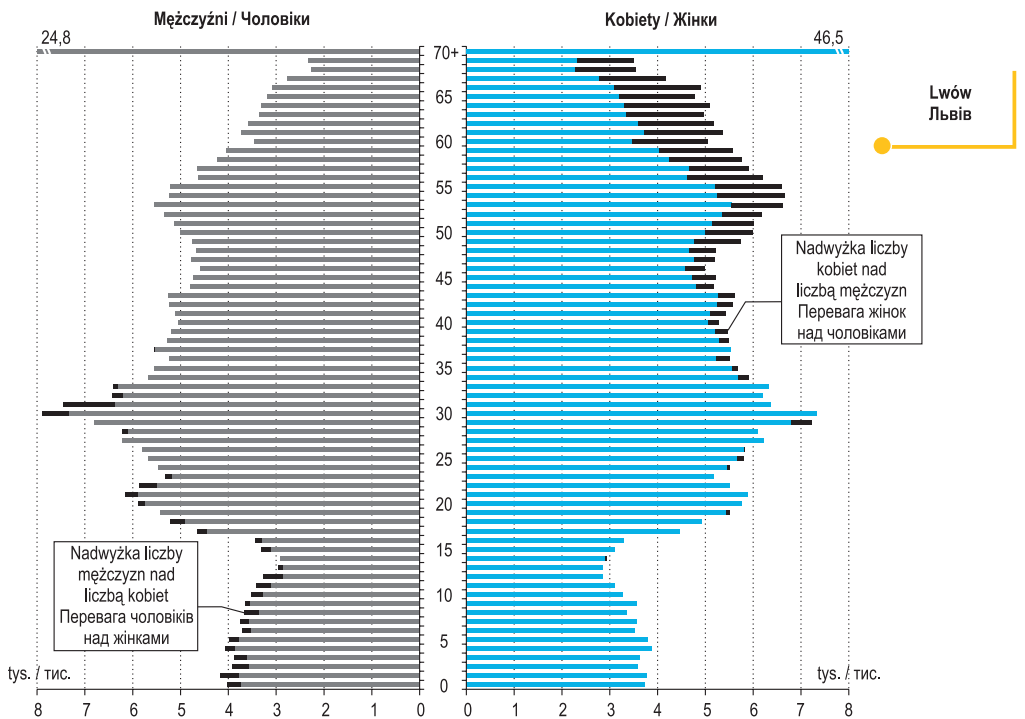 Mężczyźni / Чоловіки
Kobiety / Жінки
24,8
70+
46,5
65
60
55
50
45
40
35
30
25
20
15
10
5
0
Lwów
Львів
Nadwyżka liczby
kobiet nad
liczbą mężczyzn
Перевага жінок
над чоловіками
Nadwyżka liczby
mężczyzn nad
liczbą kobiet
Перевага чоловіків
над жінками
tys. / тис.
tys. / тис.
8 7 6 5 4 3 2 1 0
0 1 2 3 4 5 6 7 8